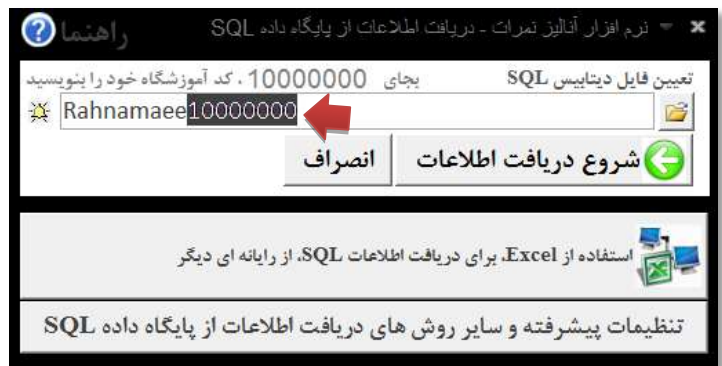 نرم افزار آنالیز نمرات - دریافت اطلاعات از پایگاه داده SQL راهنما
تعیین فایل دیتابیس SQL بجای 10000000 ، کد آموزشگاه خود را بنویسید
Rahnamaee10000000
شروع دریافت اطلاعات انصراف
استفاده از Excel، برای دریافت اطلاعات SQL، از رایانه ای دیگر
تنظیمات پیشرفته و سایر روش های دریافت اطلاعات از پایگاه داده SQL